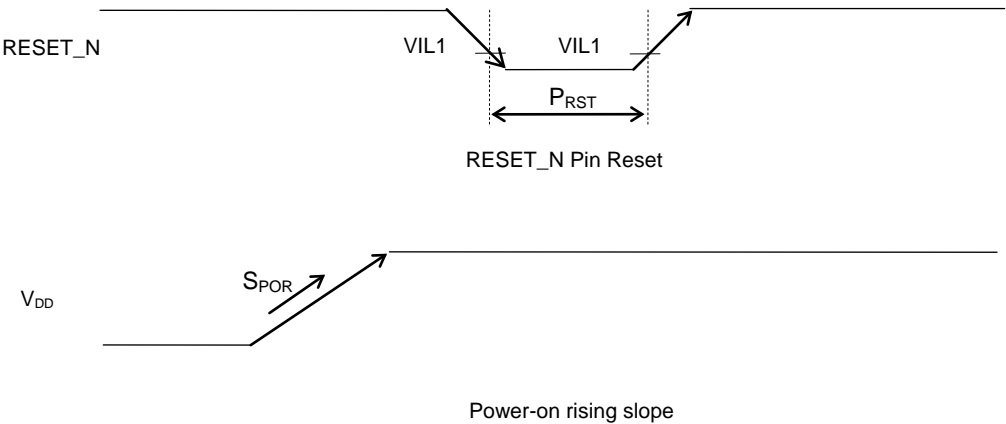 RESET_N
VIL1
VIL1
PRST
RESET_N Pin Reset
SPOR
VDD
Power-on rising slope